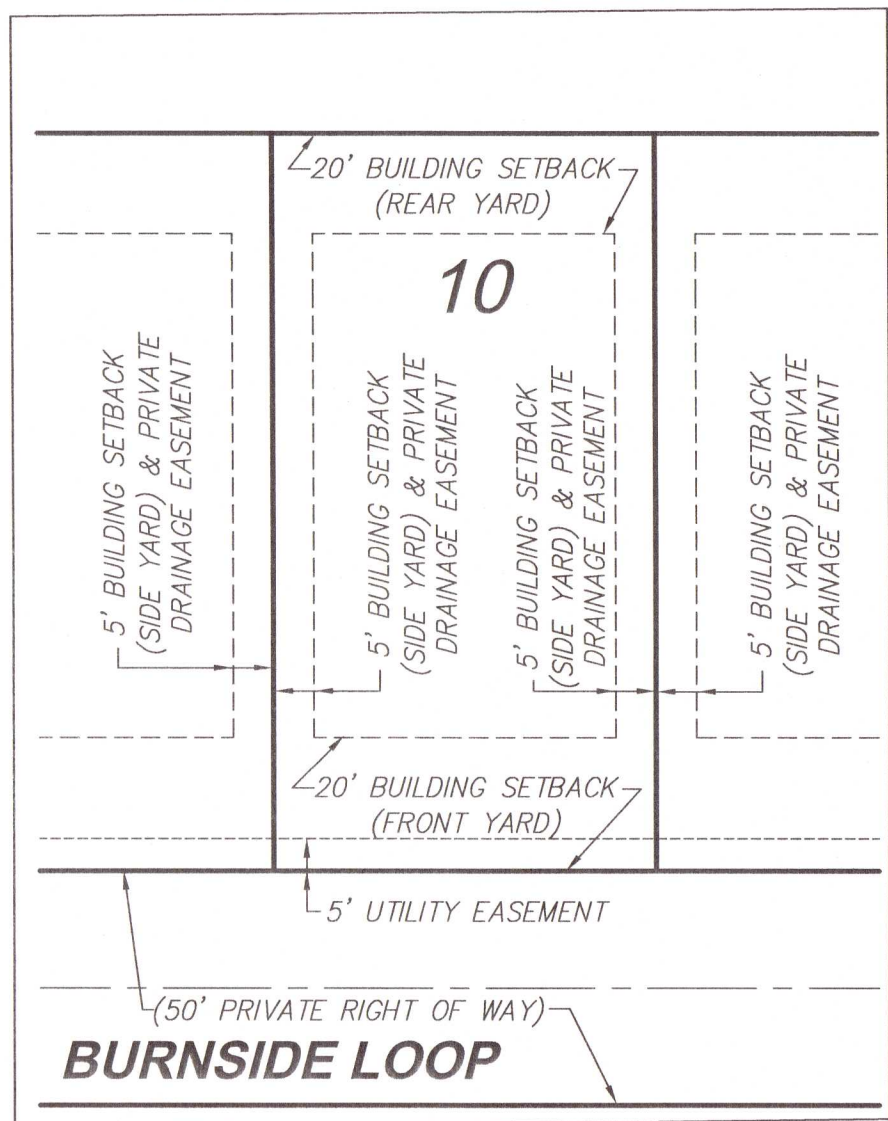 20' BUILDING SETBACK
(REAR YARD)
10
5' BUILDING SETBACK
(SIDE YARD) & PRIVATE
DRAINAGE EASEMENT
5' BUILDING SETBACK
(SIDE YARD) & PRIVATE
DRAINAGE EASEMENT
5' BUILDING SETBACK
(SIDE YARD) & PRIVATE
DRAINAGE EASEMENT
5' BUILDING SETBACK
(SIDE YARD) & PRIVATE
DRAINAGE EASEMENT
20' BUILDING SETBACK
(FRONT YARD)
5' UTILITY EASEMENT
(50' PRIVATE RIGHT OF WAY)
BURNSIDE LOOP